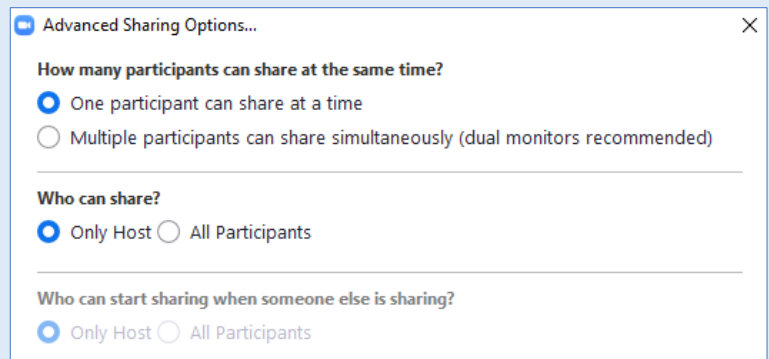 Advanced Sharing Options...
How many participants can share at the same time?
One participant can share at a time
Multiple participants can share simultaneously (dual monitors recommended)
Who can share?
Only Host All Participants
Who can start sharing when someone else is sharing?
Only Host All Participants